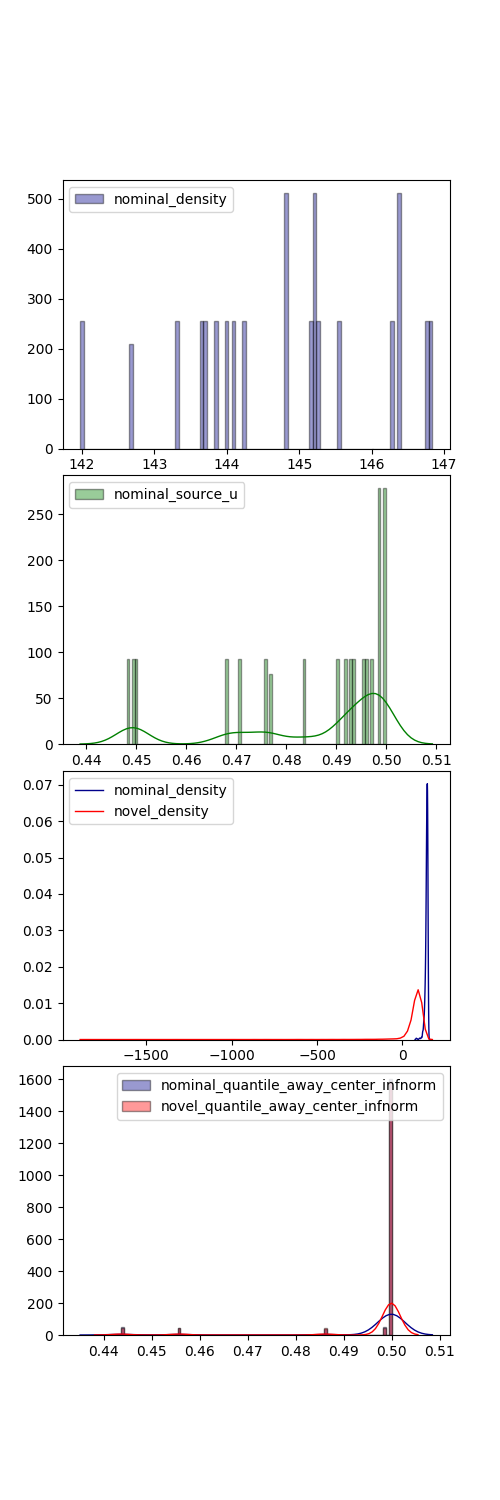 nominal_density
500
400
300
200
100
0
142 143 144 145 146 147
nominal_source_u
250
200
150
100
50
0
0.44 0.45 0.46 0.47 0.48 0.49 0.50 0.51
nominal_density
novel_density
0.07
0.06
0.05
0.04
0.03
0.02
0.01
0.00
−1500 −1000 −500 0
nominal_quantile_away_center_infnorm
novel_quantile_away_center_infnorm
1600
1400
1200
1000
800
600
400
200
0
0.44 0.45 0.46 0.47 0.48 0.49 0.50 0.51